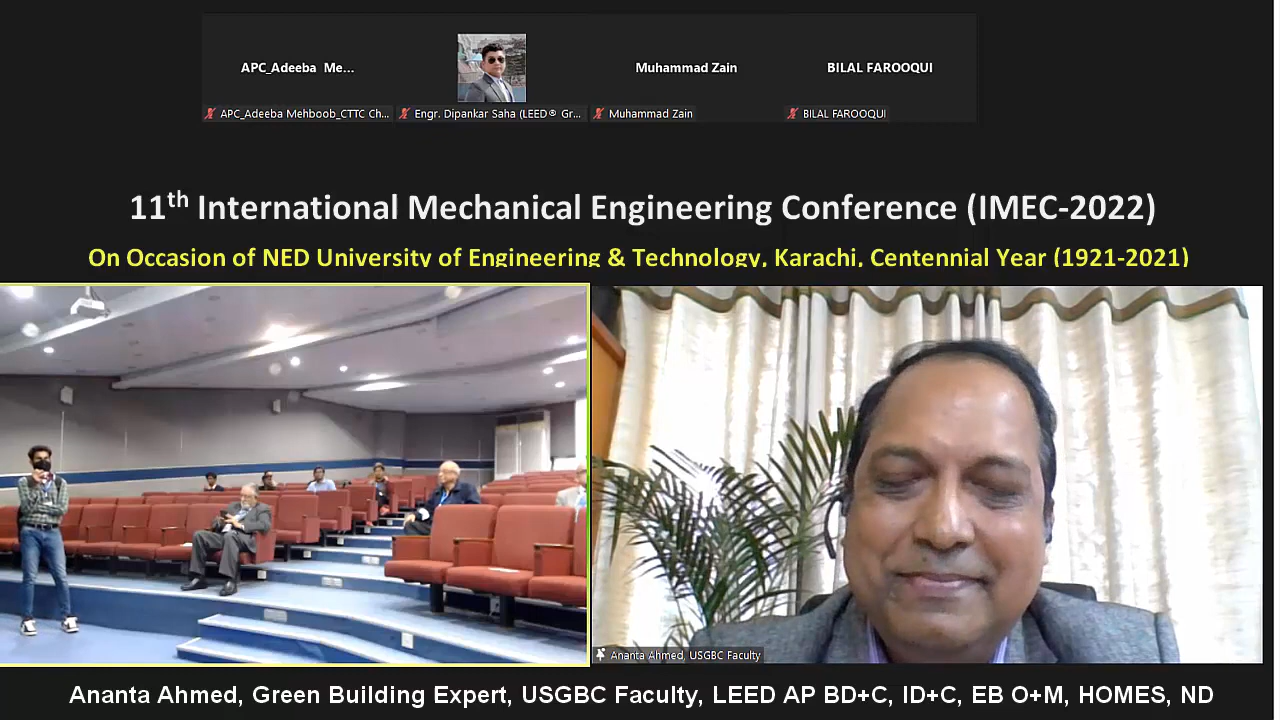 APC_Adeeba Me...
Muhammad Zain
BILAL FAROOQUI
APC_Adeeba Mehboob_CTTC Ch...
Engr. Dipankar Saha (LEED® Gr...
Muhammad Zain
BILAL FAROOQUI
11th International Mechanical Engineering Conference (IMEC-2022)
On Occasion of NED University of Engineering & Technology, Karachi, Centennial Year (1921-2021)
Ananta Ahmed, USGBC Faculty
Ananta Ahmed, Green Building Expert, USGBC Faculty, LEED AP BD+C, ID+C, EB O+M, HOMES, ND